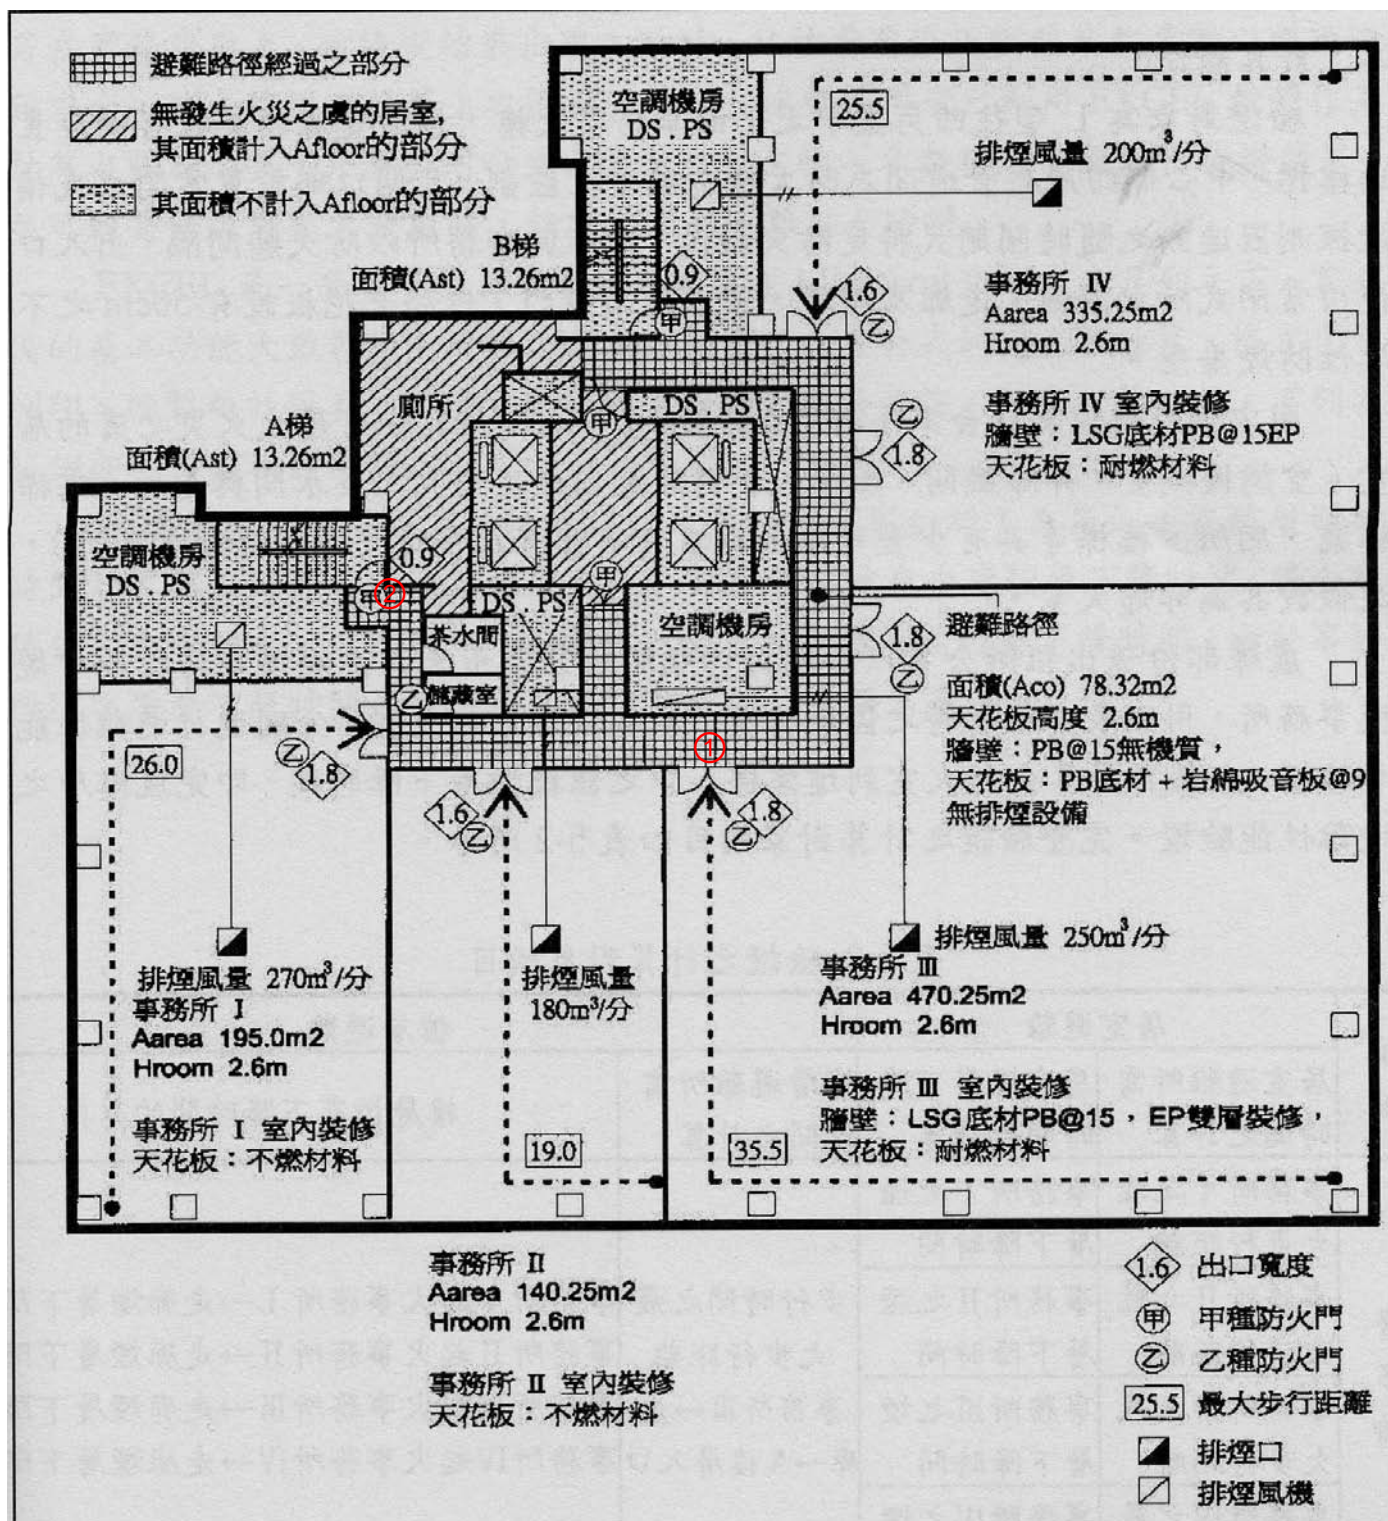 避難路徑經過之部分
無發生火災之虞的居室,
其面積計入Afloor的部分
其面積不計入Afloor的部分
空調機房
DS . PS
25.5
排煙風量 200m³/分
B梯
面積(Ast) 13.26m2
0.9
甲
1.6
乙
事務所 IV
Aarea 335.25m2
Hroom 2.6m
事務所 IV 室內裝修
牆壁：LSG底材PB@15EP
天花板：耐燃材料
廁所
DS . PS
甲
乙
1.8
A梯
面積(Ast) 13.26m2
空調機房
DS . PS
0.9
甲
②
甲
DS . PS
茶水間
儲藏室
空調機房
1.8
乙
避難路徑
面積(Aco) 78.32m2
天花板高度 2.6m
牆壁：PB@15無機質，
天花板：PB底材 + 岩綿吸音板@9
無排煙設備
乙
26.0
乙
1.8
①
1.6
乙
1.8
乙
排煙風量 270m³/分
事務所 I
Aarea 195.0m2
Hroom 2.6m
事務所 I 室內裝修
天花板：不燃材料
排煙風量
180m³/分
19.0
排煙風量 250m³/分
事務所 III
Aarea 470.25m2
Hroom 2.6m
事務所 III 室內裝修
牆壁：LSG底材PB@15，EP雙層裝修，
天花板：耐燃材料
35.5
事務所 II
Aarea 140.25m2
Hroom 2.6m
事務所 II 室內裝修
天花板：不燃材料
1.6 出口寬度
甲 甲種防火門
乙 乙種防火門
25.5 最大步行距離
排煙口
排煙風機